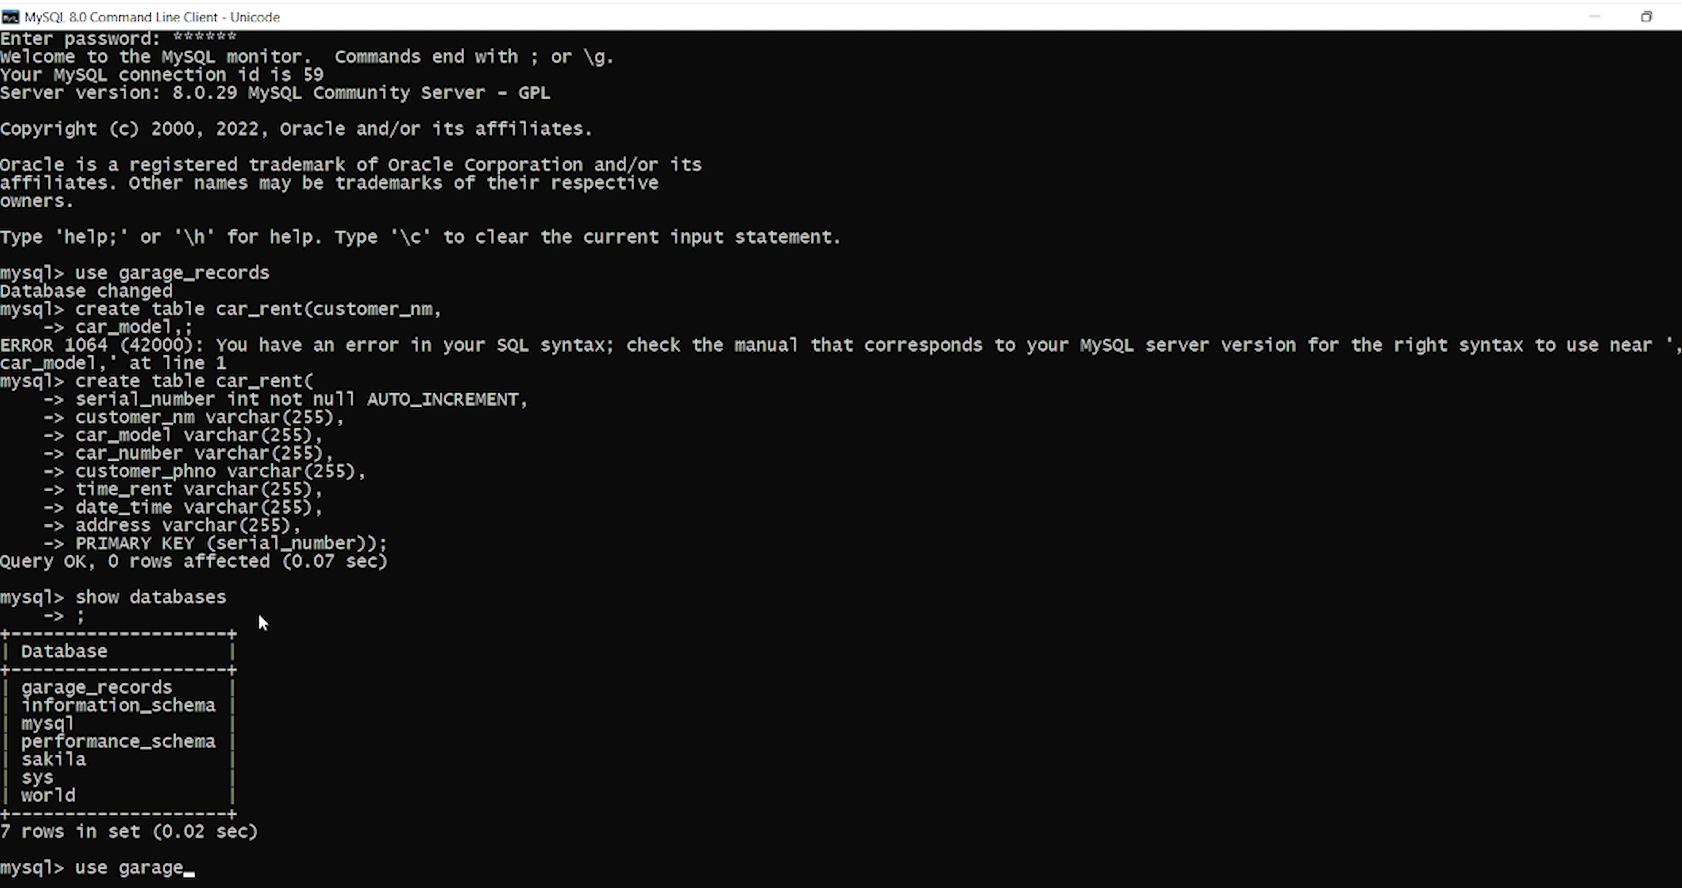 MySQL 8.0 Command Line Client - Unicode
Enter password: ******
Welcome to the MySQL monitor.  Commands end with ; or \g.
Your MySQL connection id is 59
Server version: 8.0.29 MySQL Community Server - GPL
Copyright (c) 2000, 2022, Oracle and/or its affiliates.
Oracle is a registered trademark of Oracle Corporation and/or its
affiliates. Other names may be trademarks of their respective
owners.
Type 'help;' or '\h' for help. Type '\c' to clear the current input statement.
mysql> use garage_records
Database changed
mysql> create table car_rent(customer_nm,
    -> car_model,;
ERROR 1064 (42000): You have an error in your SQL syntax; check the manual that corresponds to your MySQL server version for the right syntax to use near ',
car_model,' at line 1
mysql> create table car_rent(
    -> serial_number int not null AUTO_INCREMENT,
    -> customer_nm varchar(255),
    -> car_model varchar(255),
    -> car_number varchar(255),
    -> customer_phno varchar(255),
    -> time_rent varchar(255),
    -> date_time varchar(255),
    -> address varchar(255),
    -> PRIMARY KEY (serial_number));
Query OK, 0 rows affected (0.07 sec)
mysql> show databases
    -> ;
+--------------------+
| Database           |
+--------------------+
| garage_records     |
| information_schema |
| mysql              |
| performance_schema |
| sakila             |
| sys                |
| world              |
+--------------------+
7 rows in set (0.02 sec)
mysql> use garage_